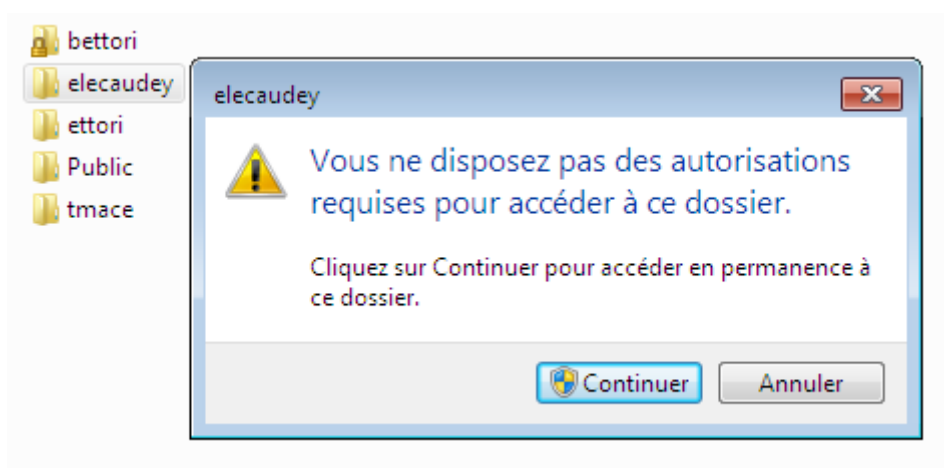 bettori
elecaudey
ettori
Public
tmace
elecaudey
Vous ne disposez pas des autorisations
requises pour accéder à ce dossier.
Cliquez sur Continuer pour accéder en permanence à
ce dossier.
Continuer
Annuler